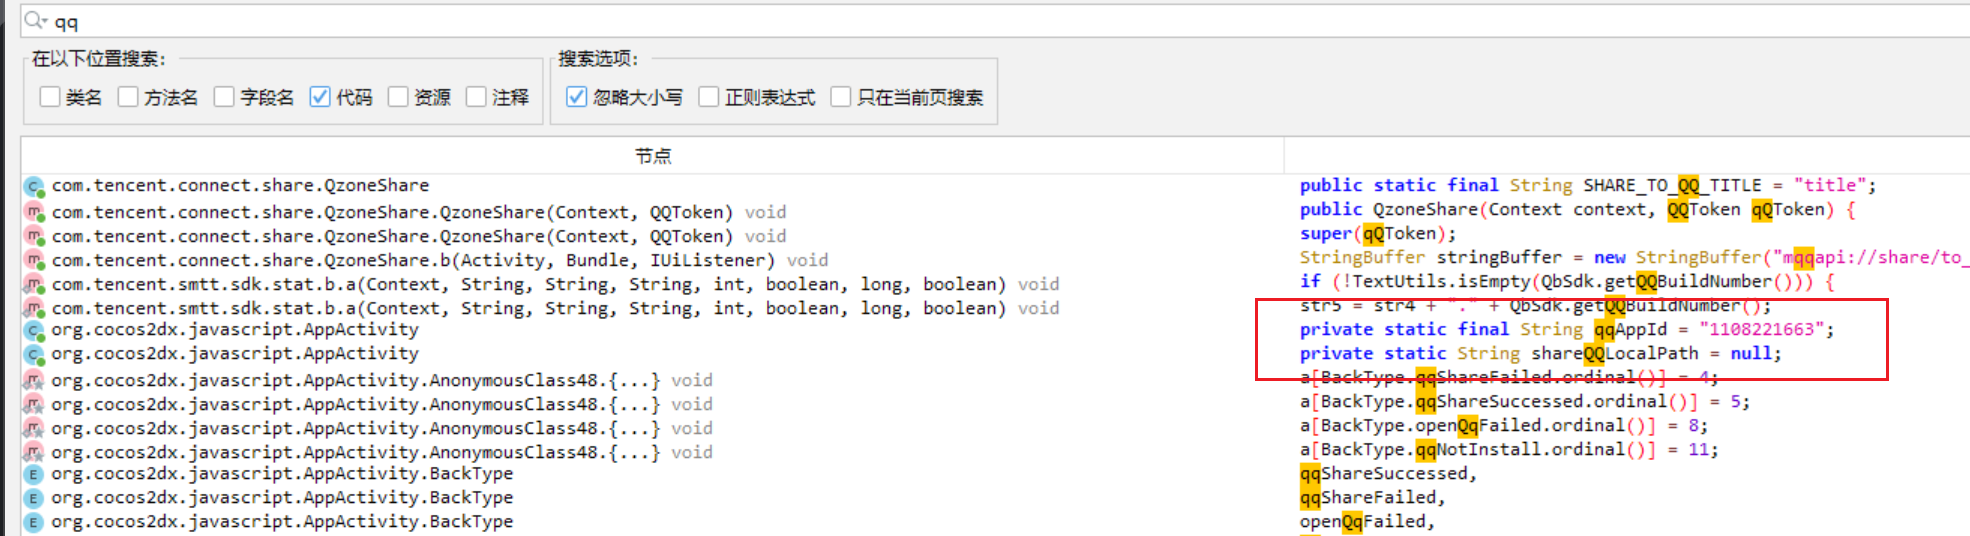 qq
在以下位置搜索:
搜索选项:
类名 方法名 字段名 代码 资源 注释
忽略大小写 正则表达式 只在当前页搜索
节点
com.tencent.connect.share.QzoneShare
public static final String SHARE_TO_QQ_TITLE = "title";
com.tencent.connect.share.QzoneShare.QzoneShare(Context, QQToken) void
public QzoneShare(Context context, QQToken qQToken) {
com.tencent.connect.share.QzoneShare.QzoneShare(Context, QQToken) void
super(qQToken);
com.tencent.connect.share.QzoneShare.b(Activity, Bundle, IUiListener) void
StringBuffer stringBuffer = new StringBuffer("mqqapi://share/to_
com.tencent.smtt.sdk.stat.b.a(Context, String, String, String, int, boolean, long, boolean) void
if (!TextUtils.isEmpty(QbSdk.getQQBuildNumber())) {
com.tencent.smtt.sdk.stat.b.a(Context, String, String, String, int, boolean, long, boolean) void
str5 = str4 + "." + QbSdk.getQQBuildNumber();
org.cocos2dx.javascript.AppActivity
private static final String qqAppId = "1108221663";
org.cocos2dx.javascript.AppActivity
private static String shareQQLocalPath = null;
org.cocos2dx.javascript.AppActivity.AnonymousClass48.{...} void
a[BackType.qqShareFailed.ordinal()] = 4;
org.cocos2dx.javascript.AppActivity.AnonymousClass48.{...} void
a[BackType.qqShareSuccessed.ordinal()] = 5;
org.cocos2dx.javascript.AppActivity.AnonymousClass48.{...} void
a[BackType.openQqFailed.ordinal()] = 8;
org.cocos2dx.javascript.AppActivity.AnonymousClass48.{...} void
a[BackType.qqNotInstall.ordinal()] = 11;
org.cocos2dx.javascript.AppActivity.BackType
qqShareSuccessed,
org.cocos2dx.javascript.AppActivity.BackType
qqShareFailed,
org.cocos2dx.javascript.AppActivity.BackType
openQqFailed,